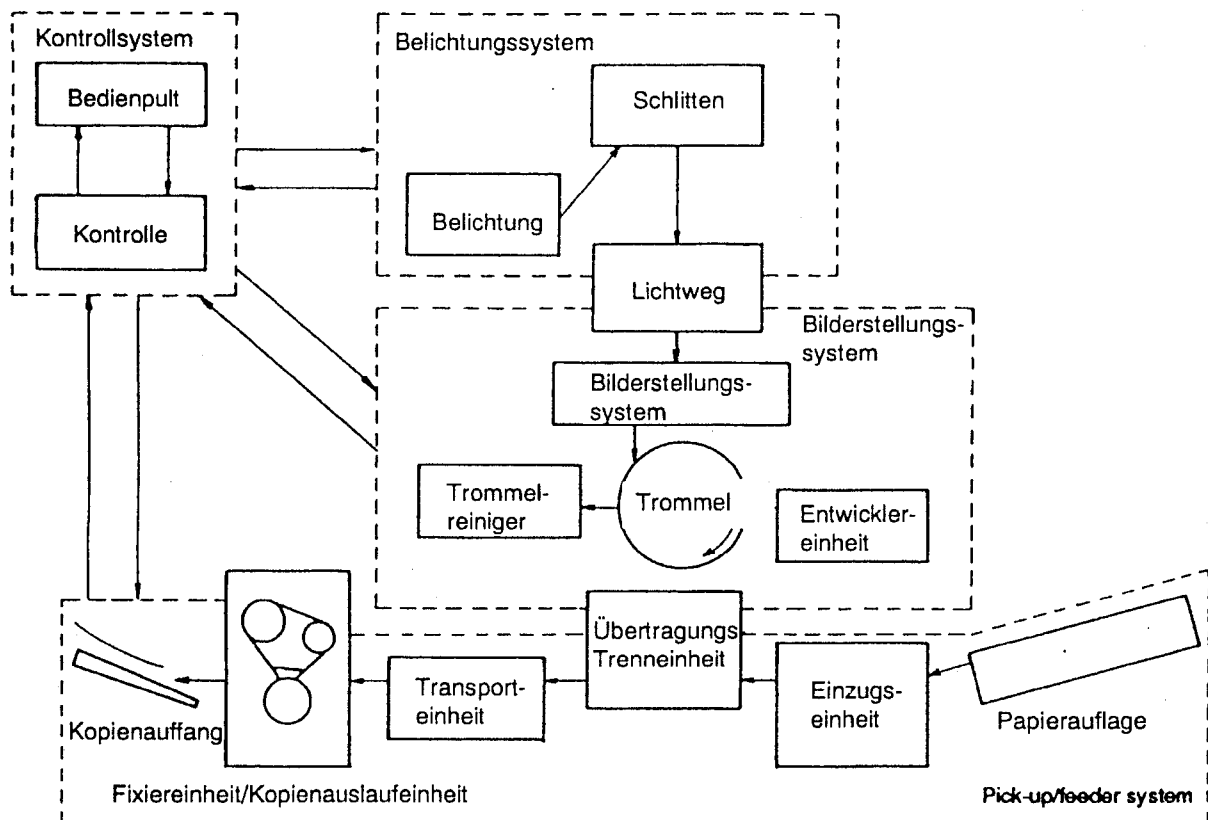 Kontrollsystem
Bedienpult
Kontrolle
Belichtungssystem
Schlitten
Belichtung
Lichtweg
Bilderstellungs-
system
Bilderstellungs-
system
Trommel-
reiniger
Trommel
Entwickler-
einheit
Übertragungs
Trenneinheit
Transport-
einheit
Einzugs-
einheit
Papierauflage
Kopienauffang
Fixiereinheit/Kopienauslaufeinheit
Pick-up/feeder system